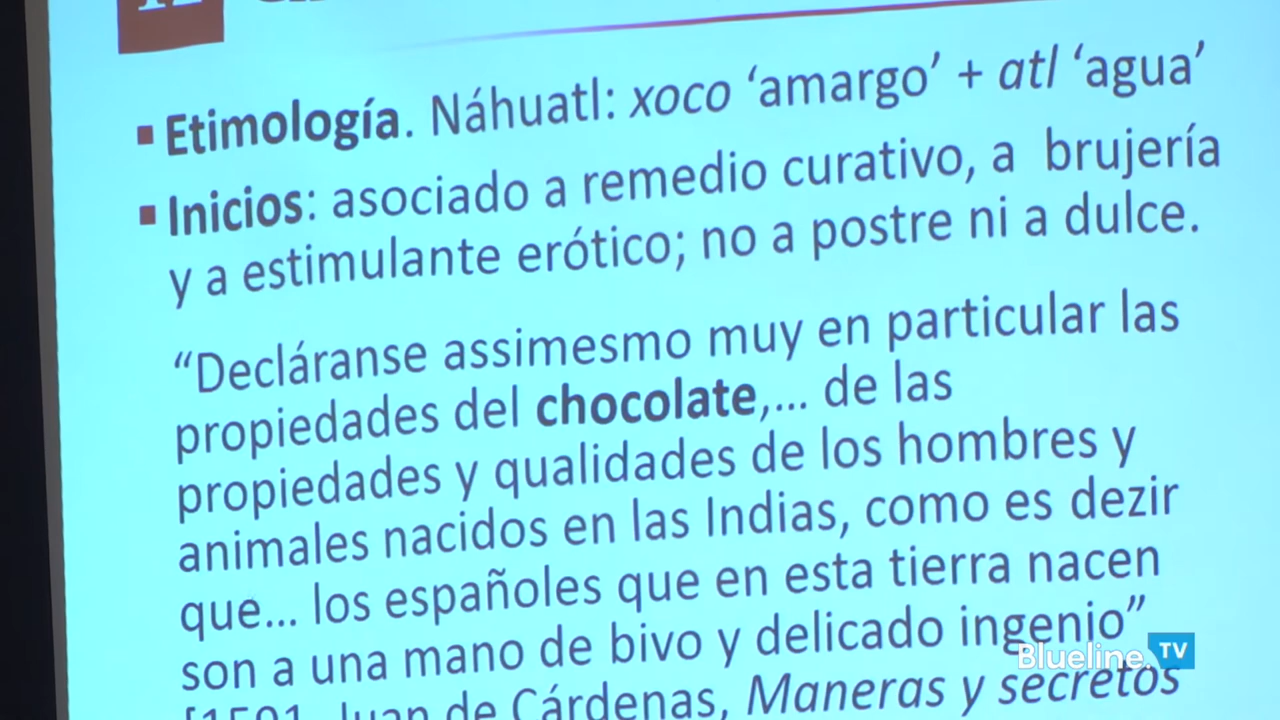 Etimología. Náhuatl: xoco ‘amargo’ + atl ‘agua’
Inicios: asociado a remedio curativo, a brujería
y a estimulante erótico; no a postre ni a dulce.
“Decláranse assimesmo muy en particular las
propiedades del chocolate,... de las
propiedades y qualidades de los hombres y
animales nacidos en las Indias, como es dezir
que... los españoles que en esta tierra nacen
son a una mano de bivo y delicado ingenio”
[1591, Juan de Cárdenas, Maneras y secretos
Blueline.TV